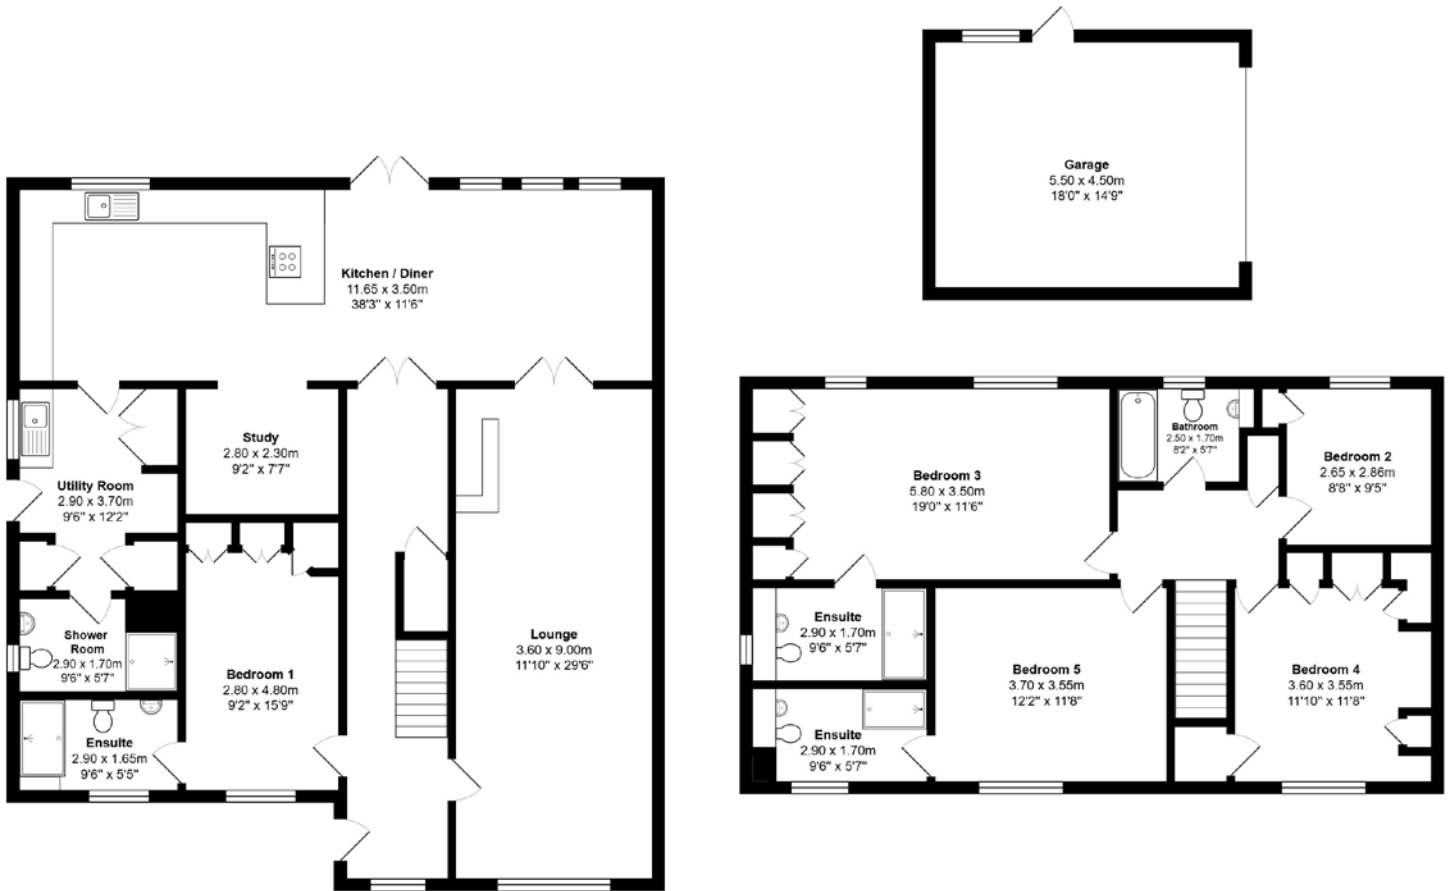 Garage
5.50 x 4.50m
18'0" x 14'9"
Kitchen / Diner
11.65 x 3.50m
38'3" x 11'6"
Study
2.80 x 2.30m
9'2" x 7'7"
Utility Room
2.90 x 3.70m
9'6" x 12'2"
Shower
Room
2.90 x 1.70m
9'6" x 5'7"
Bedroom 1
2.80 x 4.80m
9'2" x 15'9"
Ensuite
2.90 x 1.65m
9'6" x 5'5"
Lounge
3.60 x 9.00m
11'10" x 29'6"
Bedroom 3
5.80 x 3.50m
19'0" x 11'6"
Bathroom
2.50 x 1.70m
8'2" x 5'7"
Bedroom 2
2.65 x 2.86m
8'8" x 9'5"
Ensuite
2.90 x 1.70m
9'6" x 5'7"
Bedroom 5
3.70 x 3.55m
12'2" x 11'8"
Bedroom 4
3.60 x 3.55m
11'10" x 11'8"
Ensuite
2.90 x 1.70m
9'6" x 5'7"